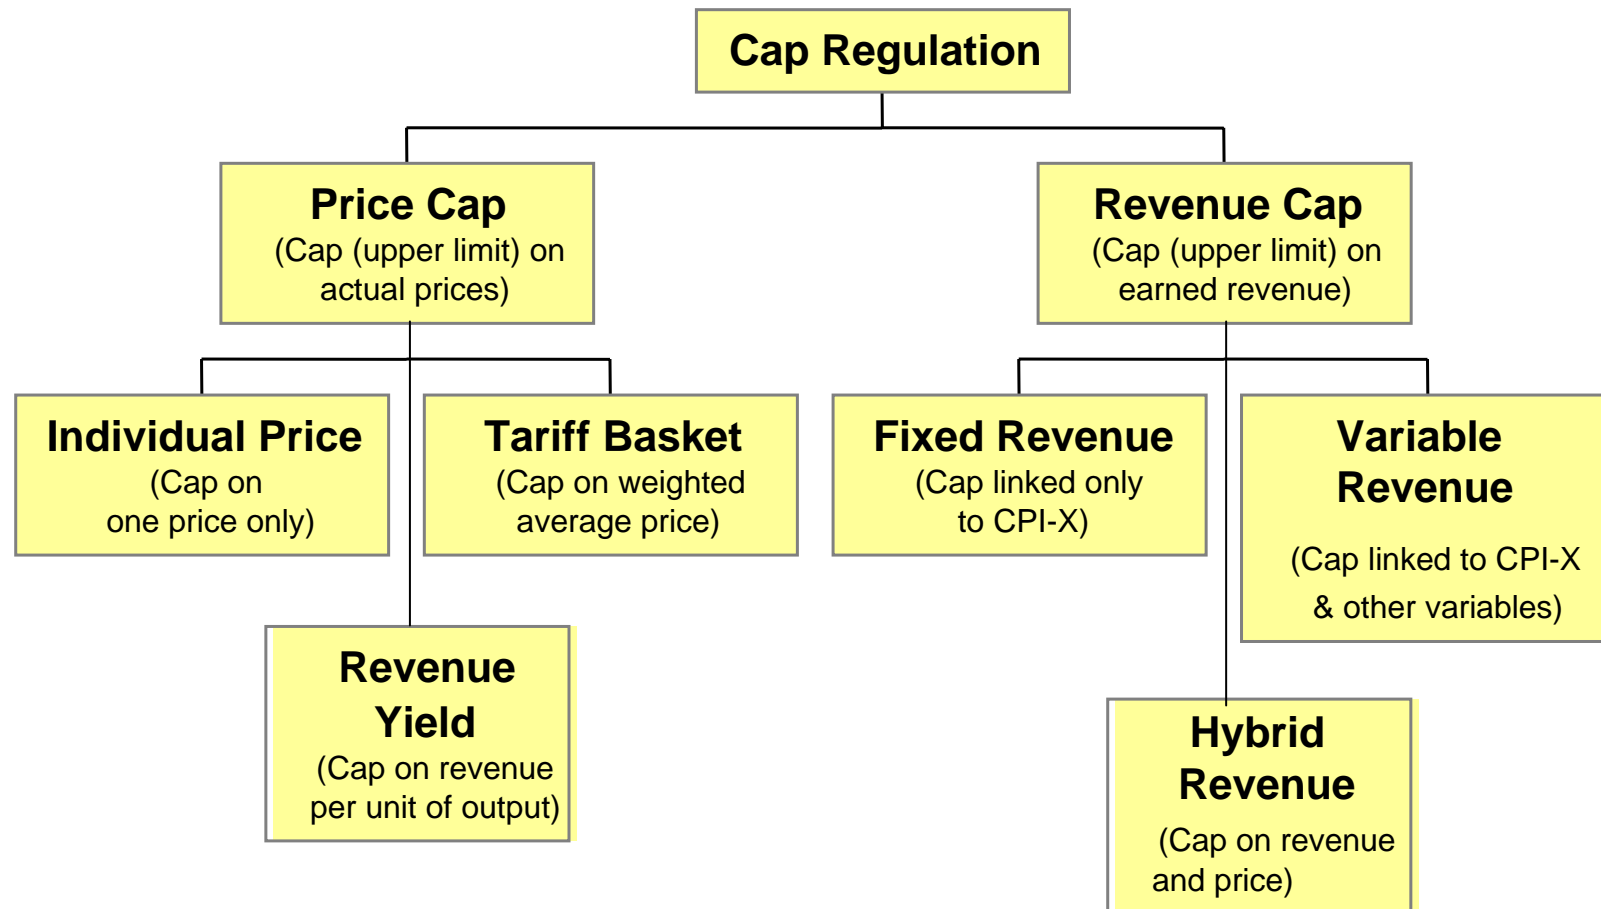 Cap Regulation
Price Cap
(Cap (upper limit) on
actual prices)
Revenue Cap
(Cap (upper limit) on
earned revenue)
Individual Price
(Cap on
one price only)
Tariff Basket
(Cap on weighted
average price)
Fixed Revenue
(Cap linked only
to CPI-X)
Variable
Revenue
(Cap linked to CPI-X
& other variables)
Revenue
Yield
(Cap on revenue
per unit of output)
Hybrid
Revenue
(Cap on revenue
and price)